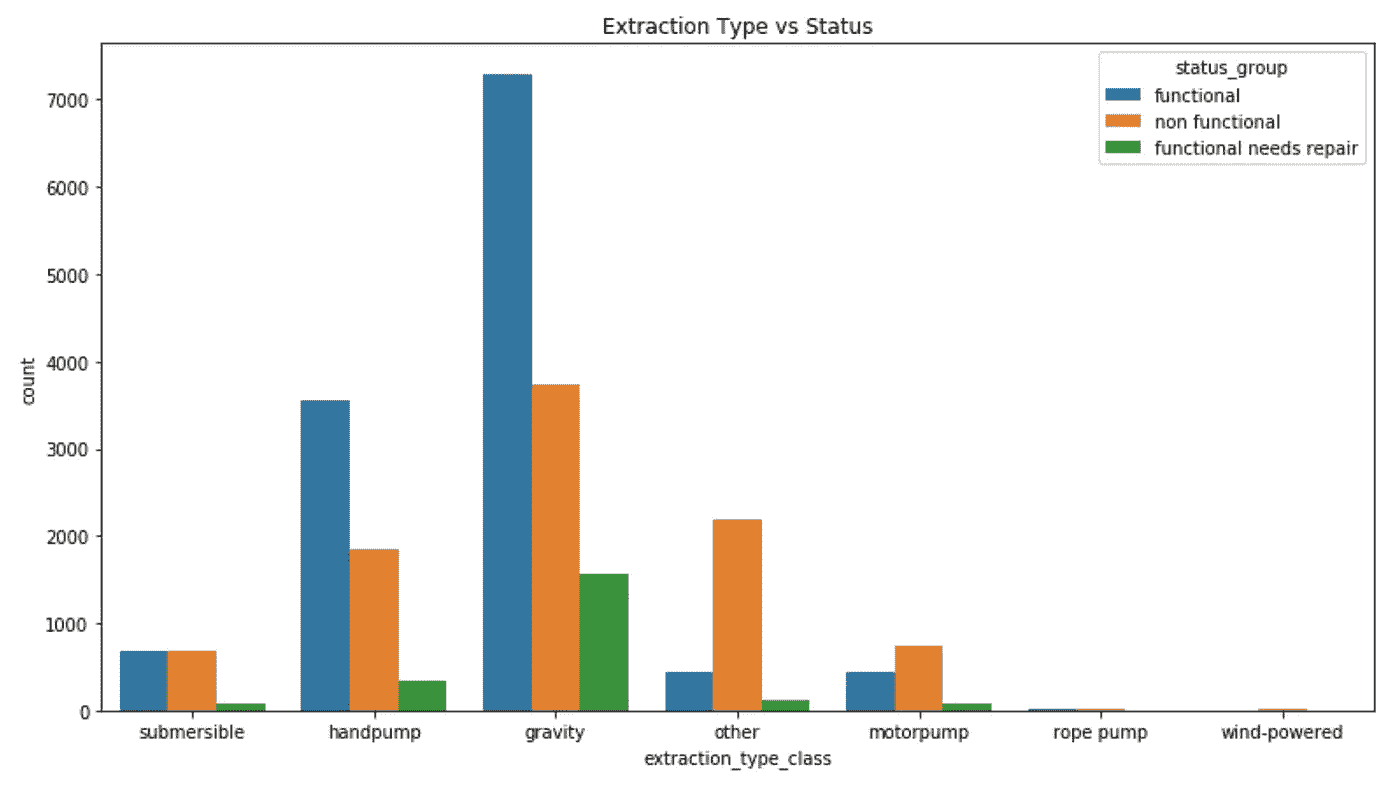 Extraction Type vs Status
status_group
functional
non functional
functional needs repair
7000
6000
5000
4000
3000
2000
1000
0
count
submersible handpump gravity other motorpump rope pump wind-powered
extraction_type_class